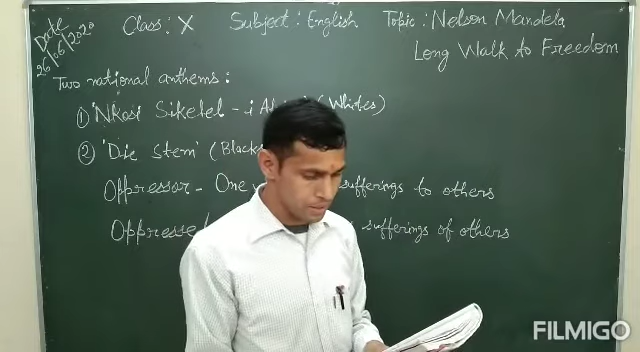 Date 26/6/2020
Class: X Subject: English Topic: Nelson Mandela
Long Walk to Freedom
Two national anthems:
① 'Nkosi Sikelel - i (Whites)
② 'Die Stem' (Black
Oppressor - One sufferings to others
Oppressed sufferings of others
FILMIGO